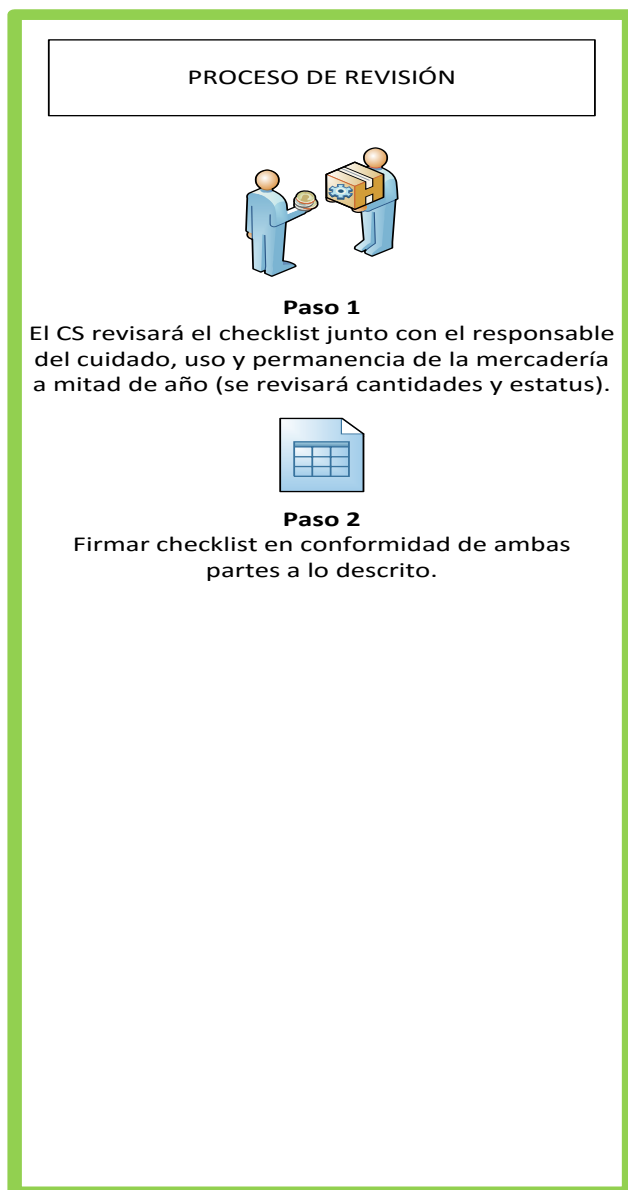 PROCESO DE REVISIÓN
Paso 1
El CS revisará el checklist junto con el responsable
del cuidado, uso y permanencia de la mercadería
a mitad de año (se revisará cantidades y estatus).
Paso 2
Firmar checklist en conformidad de ambas
partes a lo descrito.